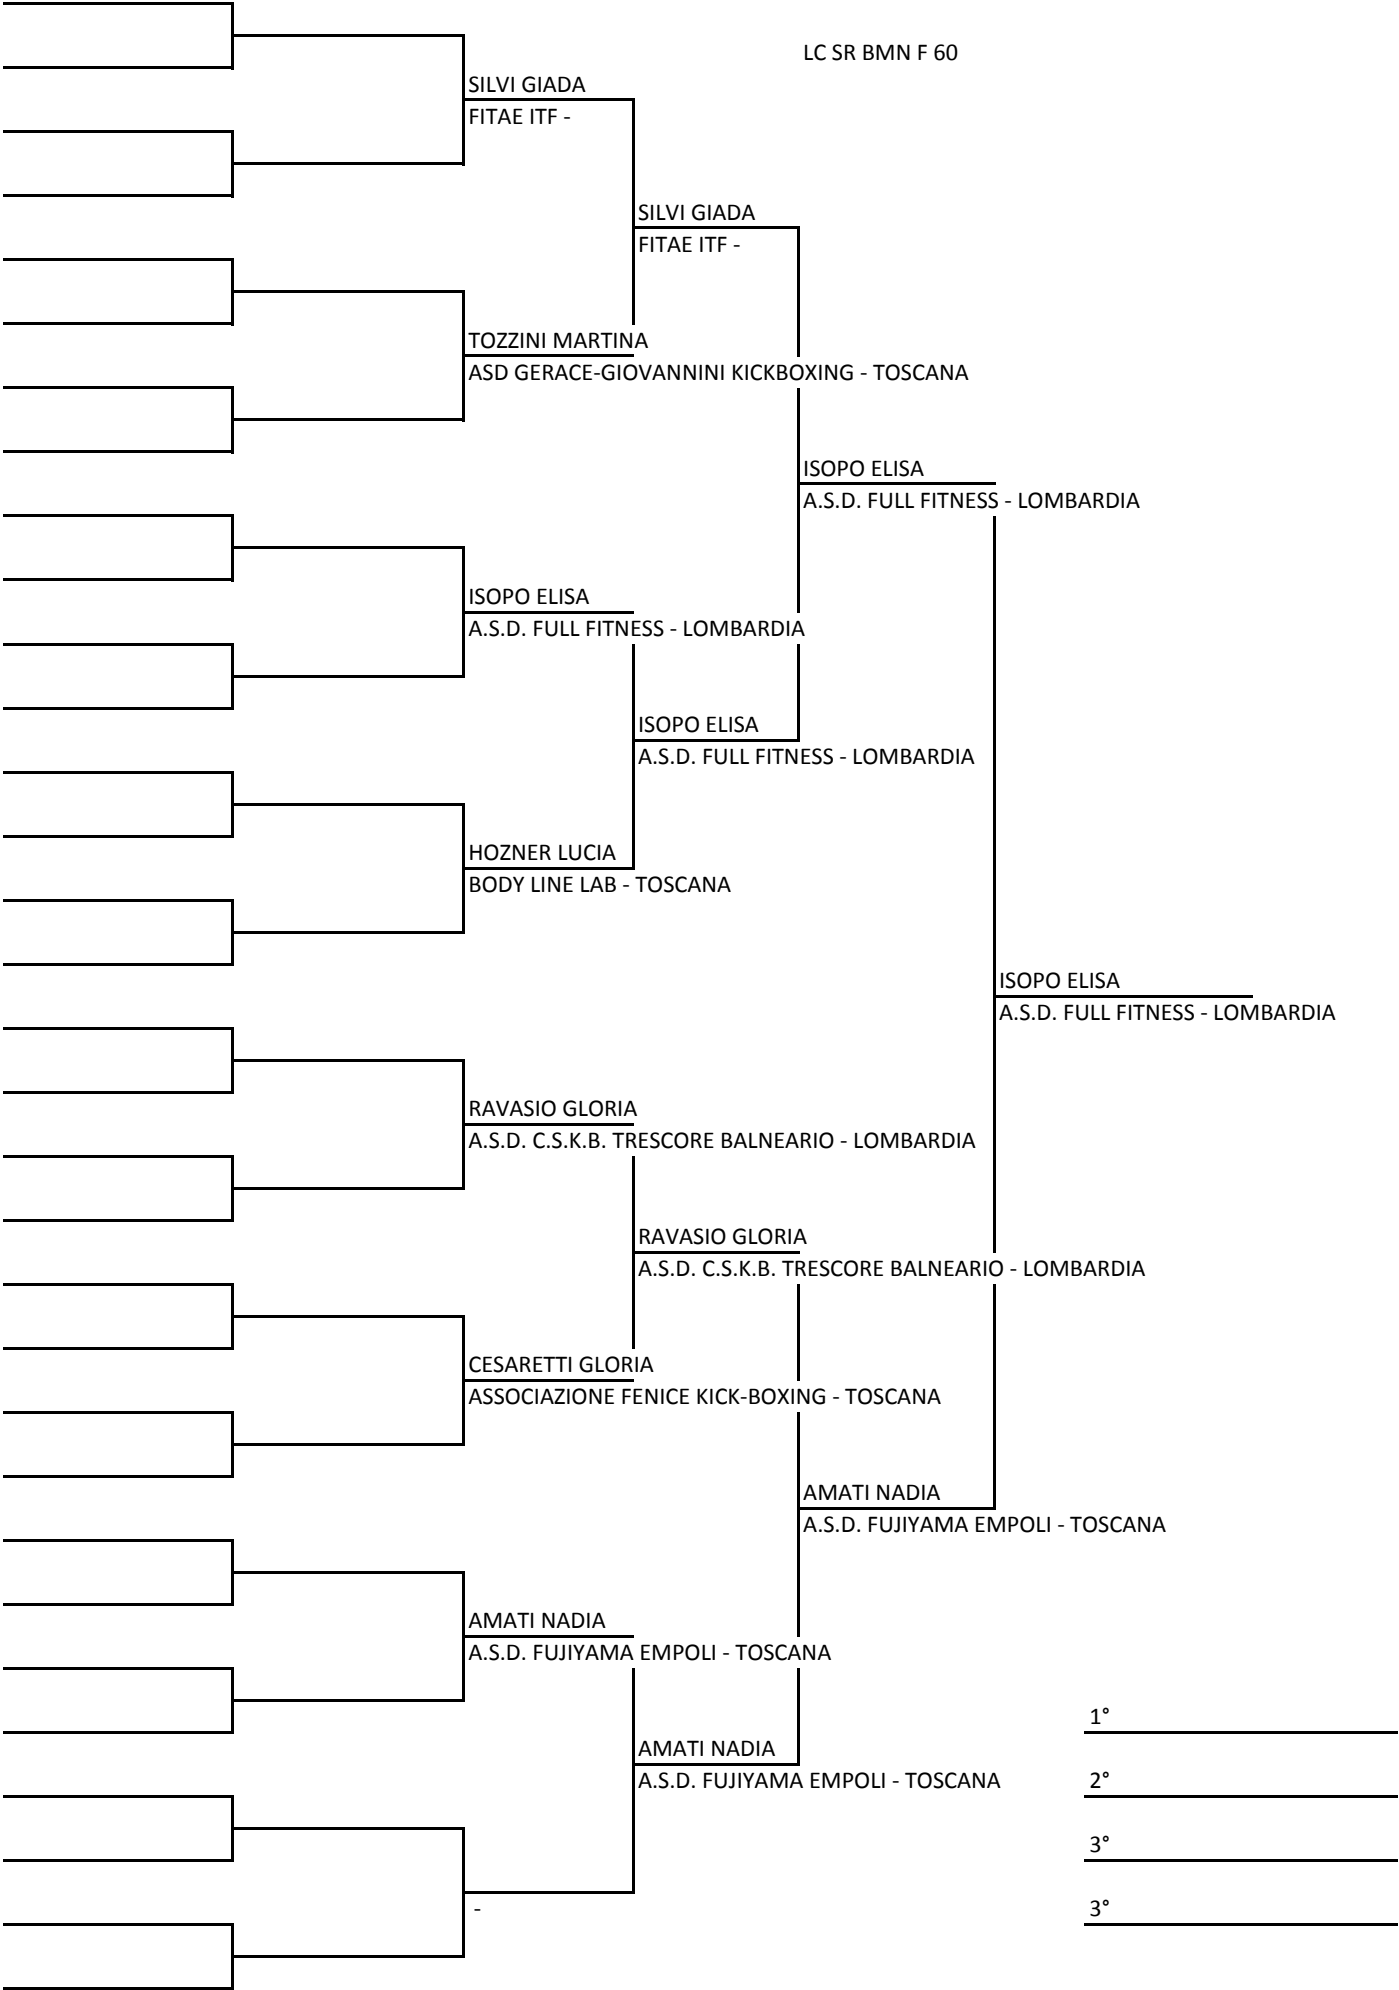 LC SR BMN F 60
SILVI GIADA
FITAE ITF -
SILVI GIADA
FITAE ITF -
TOZZINI MARTINA
ASD GERACE-GIOVANNINI KICKBOXING - TOSCANA
ISOPO ELISA
A.S.D. FULL FITNESS - LOMBARDIA
ISOPO ELISA
A.S.D. FULL FITNESS - LOMBARDIA
ISOPO ELISA
A.S.D. FULL FITNESS - LOMBARDIA
HOZNER LUCIA
BODY LINE LAB - TOSCANA
ISOPO ELISA
A.S.D. FULL FITNESS - LOMBARDIA
RAVASIO GLORIA
A.S.D. C.S.K.B. TRESCORE BALNEARIO - LOMBARDIA
RAVASIO GLORIA
A.S.D. C.S.K.B. TRESCORE BALNEARIO - LOMBARDIA
CESARETTI GLORIA
ASSOCIAZIONE FENICE KICK-BOXING - TOSCANA
AMATI NADIA
A.S.D. FUJIYAMA EMPOLI - TOSCANA
AMATI NADIA
A.S.D. FUJIYAMA EMPOLI - TOSCANA
1°
AMATI NADIA
A.S.D. FUJIYAMA EMPOLI - TOSCANA
2°
3°
-
3°